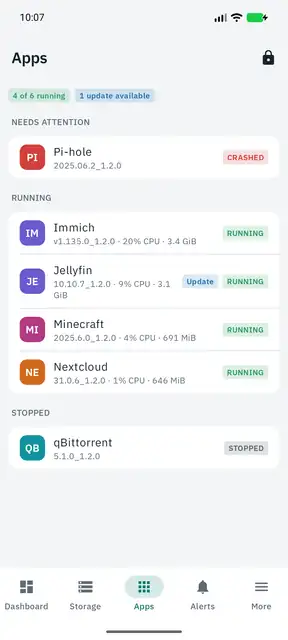 10:07
Apps
4 of 6 running
1 update available
NEEDS ATTENTION
PI
Pi-hole
2025.06.2_1.2.0
CRASHED
RUNNING
IM
Immich
v1.135.0_1.2.0 · 20% CPU · 3.4 GiB
RUNNING
JE
Jellyfin
10.10.7_1.2.0 · 9% CPU · 3.1
GiB
Update
RUNNING
MI
Minecraft
2025.6.0_1.2.0 · 4% CPU · 691 MiB
RUNNING
NE
Nextcloud
31.0.6_1.2.0 · 1% CPU · 646 MiB
RUNNING
STOPPED
QB
qBittorrent
5.1.0_1.2.0
STOPPED
Dashboard
Storage
Apps
Alerts
More